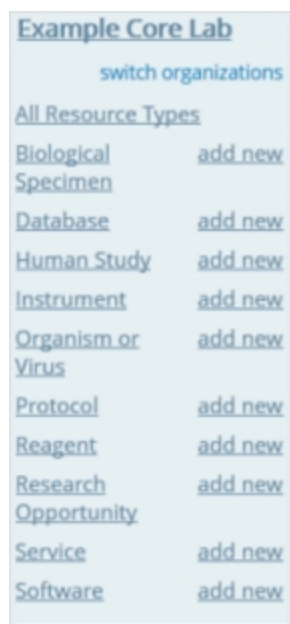 Example Core Lab
switch organizations
All Resource Types
Biological add new
Specimen
Database add new
Human Study add new
Instrument add new
Organism or add new
Virus
Protocol add new
Reagent add new
Research add new
Opportunity
Service add new
Software add new